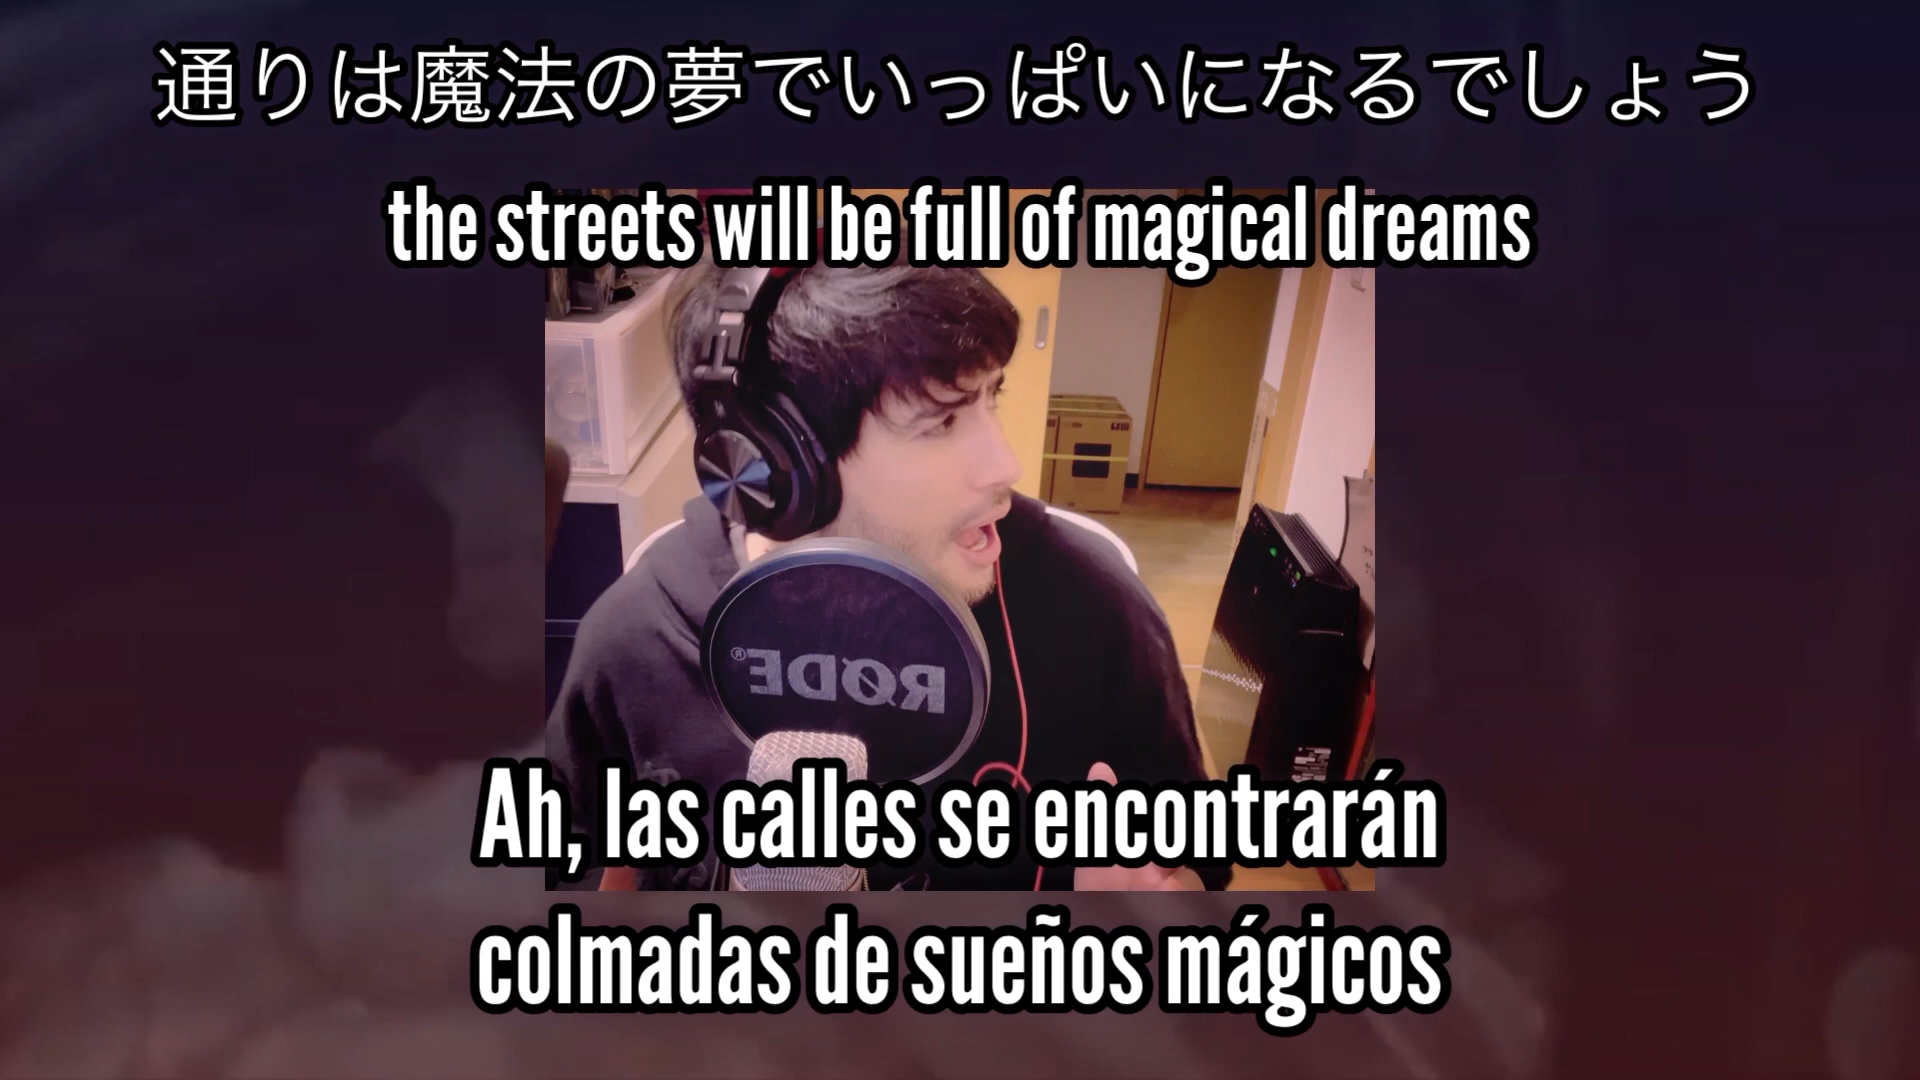 通りは魔法の夢でいっぱいになるでしょう
the streets will be full of magical dreams
RØDE®
Ah, las calles se encontrarán
colmadas de sueños mágicos